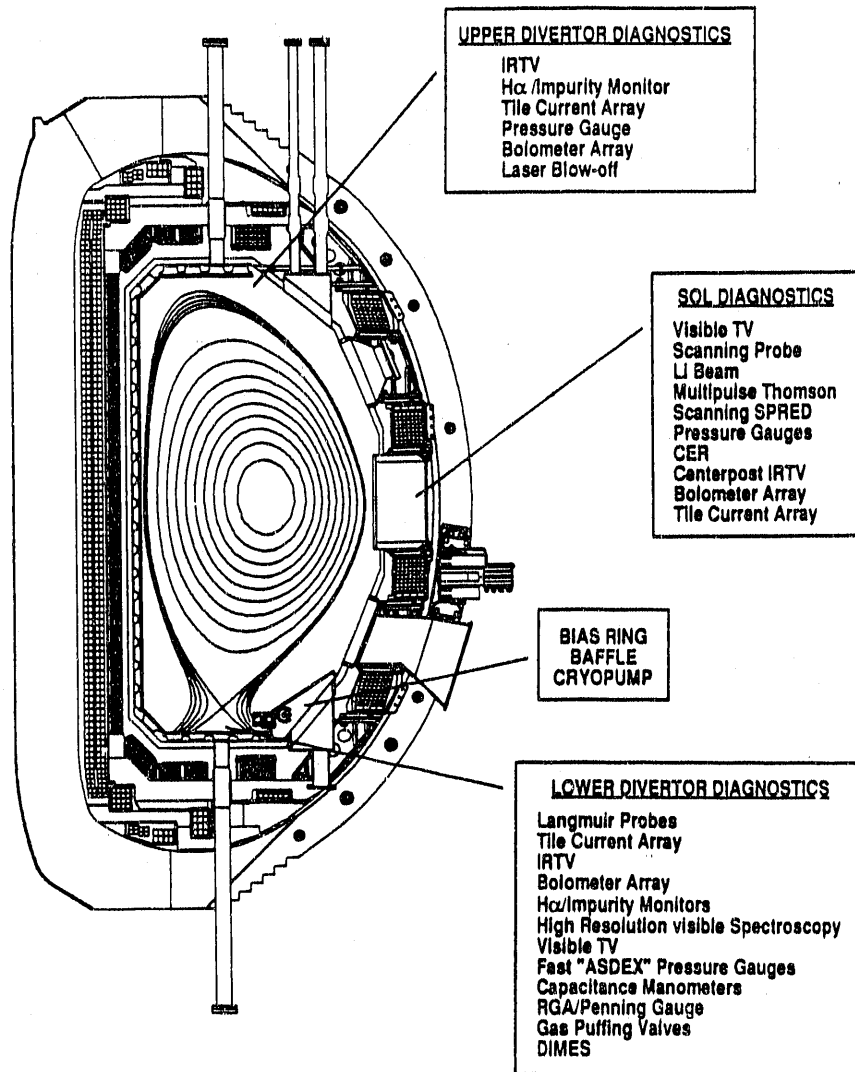 UPPER DIVERTOR DIAGNOSTICS
IRTV
Hα /Impurity Monitor
Tile Current Array
Pressure Gauge
Bolometer Array
Laser Blow-off
SOL DIAGNOSTICS
Visible TV
Scanning Probe
Li Beam
Multipulse Thomson
Scanning SPRED
Pressure Gauges
CER
Centerpost IRTV
Bolometer Array
Tile Current Array
BIAS RING
BAFFLE
CRYOPUMP
LOWER DIVERTOR DIAGNOSTICS
Langmuir Probes
Tile Current Array
IRTV
Bolometer Array
Hα/Impurity Monitors
High Resolution visible Spectroscopy
Visible TV
Fast "ASDEX" Pressure Gauges
Capacitance Manometers
RGA/Penning Gauge
Gas Puffing Valves
DIMES